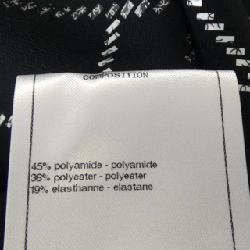 COMPOSITION
45% polyamide - polyamide
36% polyester - polyester
19% elasthanne - elastane